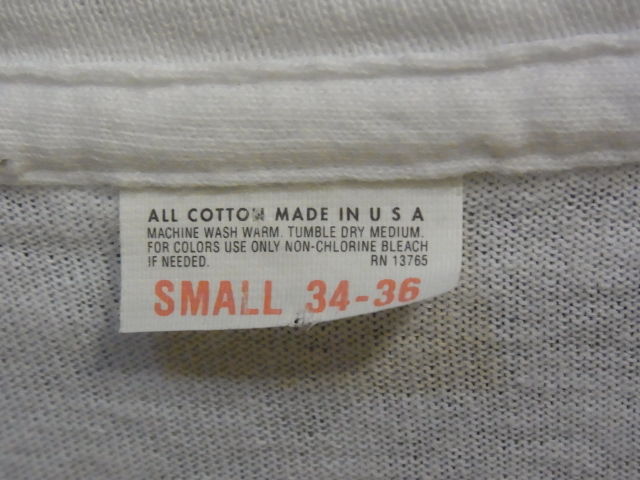 ALL COTTON MADE IN U S A
MACHINE WASH WARM. TUMBLE DRY MEDIUM.
FOR COLORS USE ONLY NON-CHLORINE BLEACH
IF NEEDED. RN 13765
SMALL 34-36